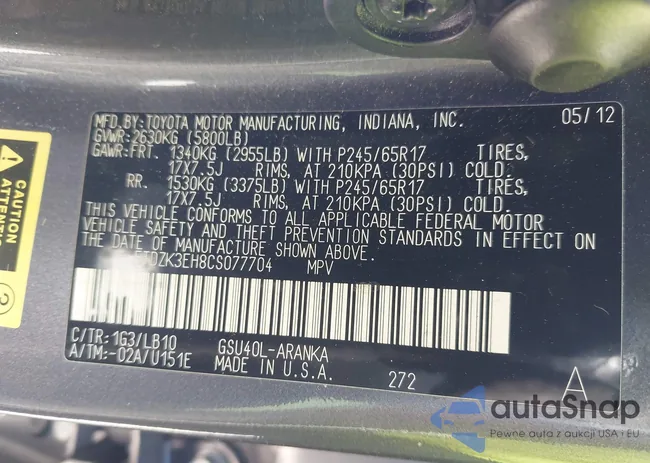 MFD.BY:TOYOTA MOTOR MANUFACTURING, INDIANA, INC. 05/12
GVWR:2630KG (5800LB)
GAWR:FRT. 1340KG (2955LB) WITH P245/65R17 TIRES,
17X7.5J RIMS, AT 210KPA (30PSI) COLD.
RR. 1530KG (3375LB) WITH P245/65R17 TIRES,
17X7.5J RIMS, AT 210KPA (30PSI) COLD.
THIS VEHICLE CONFORMS TO ALL APPLICABLE FEDERAL MOTOR
VEHICLE SAFETY AND THEFT PREVENTION STANDARDS IN EFFECT ON
THE DATE OF MANUFACTURE SHOWN ABOVE.
MPV
C/TR:1G3/LB10 GSU40L-ARANKA
A/TM:-02A/U151E MADE IN U.S.A. 272 A
CAUTION
2
autaSnap
Pewne auta z aukcji USA i EU